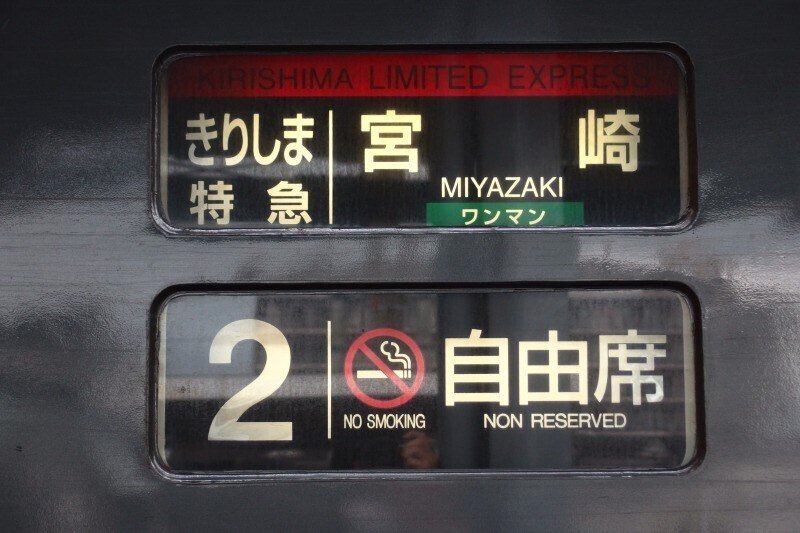 KIRISHIMA LIMITED EXPRESS
きりしま
特急
宮崎
MIYAZAKI
ワンマン
2
NO SMOKING
自由席
NON RESERVED